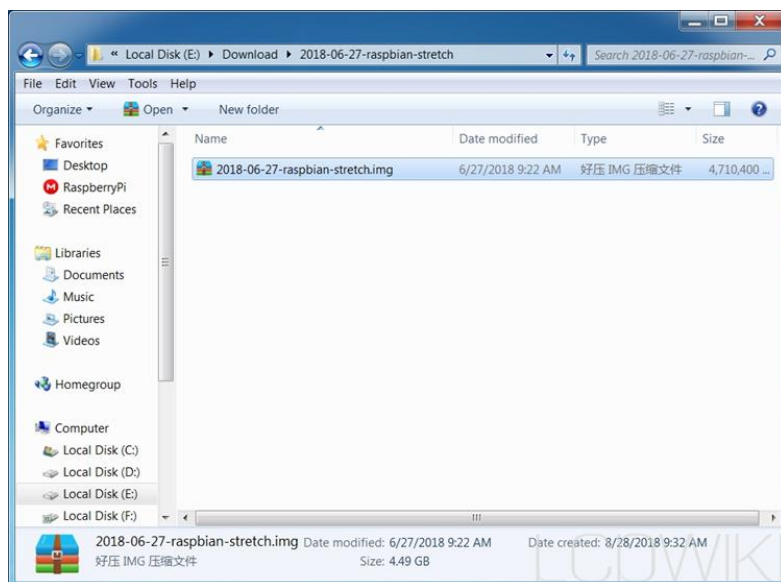 « Local Disk (E:) ▸ Download ▸ 2018-06-27-raspbian-stretch
Search 2018-06-27-raspbian-...
File Edit View Tools Help
Organize Open New folder
Favorites
Desktop
RaspberryPi
Recent Places
Libraries
Documents
Music
Pictures
Videos
Homegroup
Computer
Local Disk (C:)
Local Disk (D:)
Local Disk (E:)
Local Disk (F:)
Name Date modified Type Size
2018-06-27-raspbian-stretch.img 6/27/2018 9:22 AM 好压 IMG 压缩文件 4,710,400 ...
2018-06-27-raspbian-stretch.img Date modified: 6/27/2018 9:22 AM Date created: 8/28/2018 9:32 AM
好压 IMG 压缩文件 Size: 4.49 GB
LCDWIKI